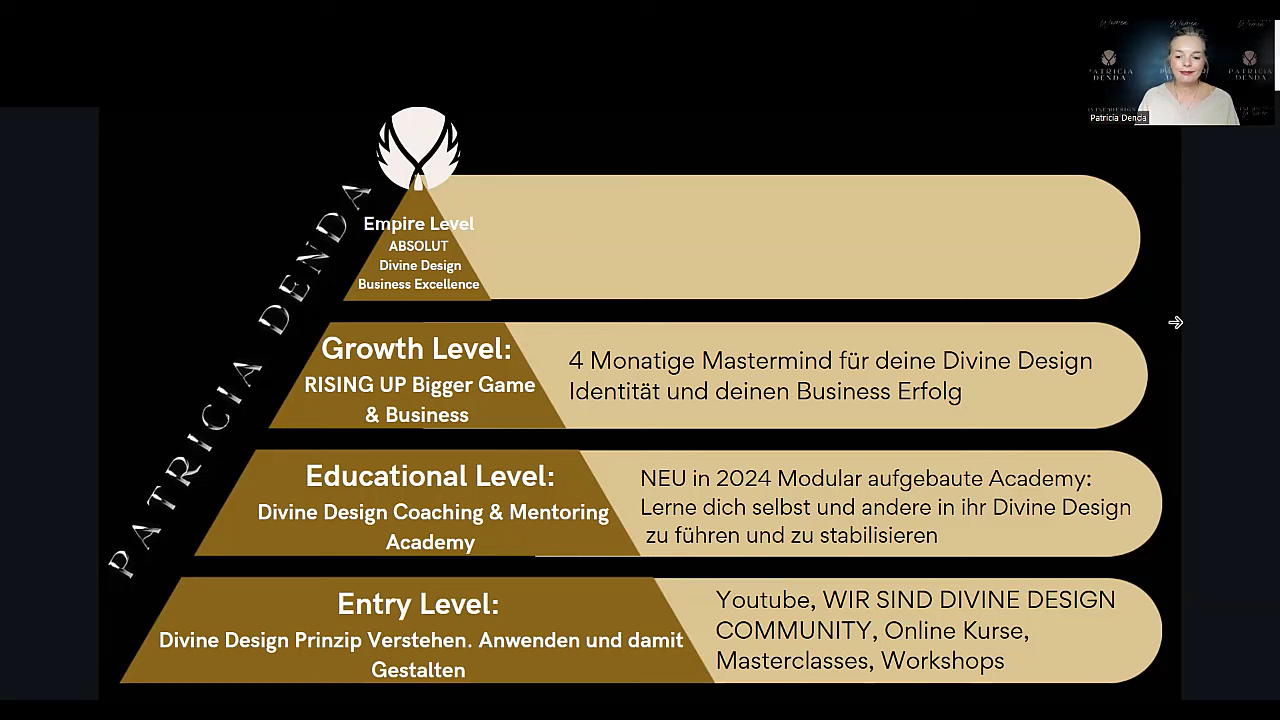 Patricia Denda
PATRICIA
DENDA
PATRICIA
DENDA
PATRICIA DENDA
Empire Level
ABSOLUT
Divine Design
Business Excellence
Growth Level:
RISING UP Bigger Game
& Business
4 Monatige Mastermind für deine Divine Design
Identität und deinen Business Erfolg
Educational Level:
Divine Design Coaching & Mentoring
Academy
NEU in 2024 Modular aufgebaute Academy:
Lerne dich selbst und andere in ihr Divine Design
zu führen und zu stabilisieren
Entry Level:
Divine Design Prinzip Verstehen. Anwenden und damit
Gestalten
Youtube, WIR SIND DIVINE DESIGN
COMMUNITY, Online Kurse,
Masterclasses, Workshops